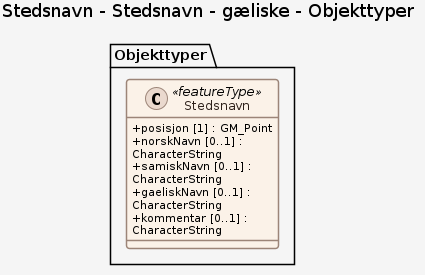 Stedsnavn - Stedsnavn - gæliske - Objekttyper
Objekttyper
C
«featureType»
Stedsnavn
+posisjon [1] : GM_Point
+norskNavn [0..1] :
CharacterString
+samiskNavn [0..1] :
CharacterString
+gaeliskNavn [0..1] :
CharacterString
+kommentar [0..1] :
CharacterString